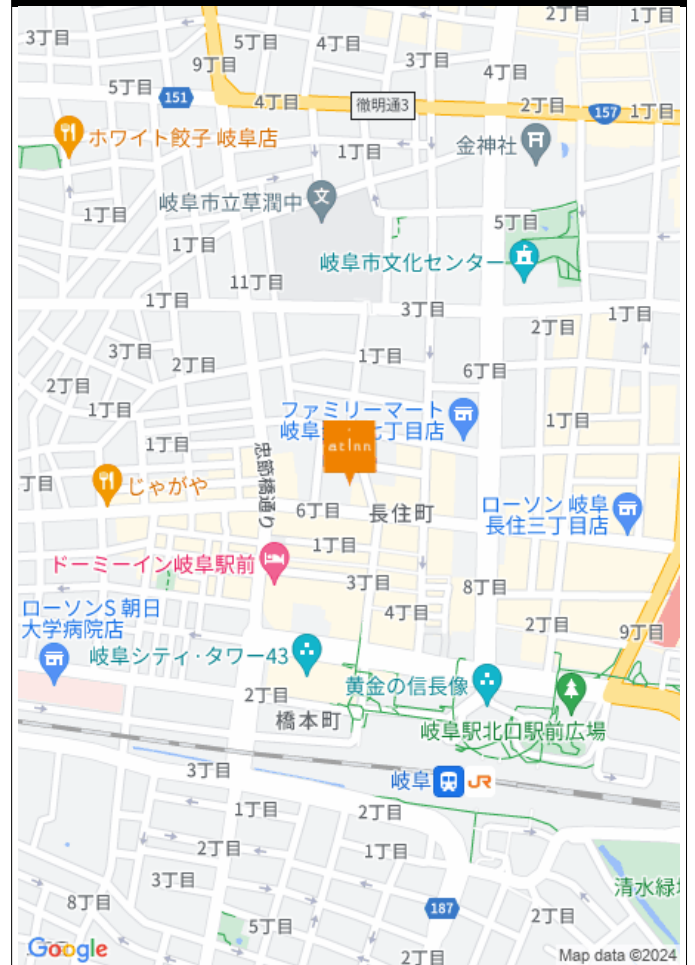 2丁目
1丁目
3丁目
5丁目
4丁目
9丁目
3丁目
4丁目
5丁目
151
4丁目
徹明通3
2丁目
157
1丁目
ホワイト餃子 岐阜店
1丁目
金神社
岐阜市立草潤中
1丁目
5丁目
1丁目
岐阜市文化センター
11丁目
1丁目
3丁目
1丁目
2丁目
3丁目
2丁目
1丁目
6丁目
2丁目
1丁目
ファミリーマート
岐阜
七丁目店
at inn
1丁目
1丁目
忠節橋通り
丁目
じゃがや
6丁目
長住町
ローソン 岐阜
長住三丁目店
1丁目
ドーミーイン岐阜駅前
3丁目
8丁目
ローソンS 朝日
大学病院店
4丁目
2丁目
9丁目
岐阜シティ・タワー43
黄金の信長像
2丁目
橋本町
岐阜駅北口駅前広場
3丁目
岐阜
JR
1丁目
2丁目
2丁目
1丁目
3丁目
清水緑
8丁目
187
2丁目
5丁目
2丁目
Google
Map data ©2024